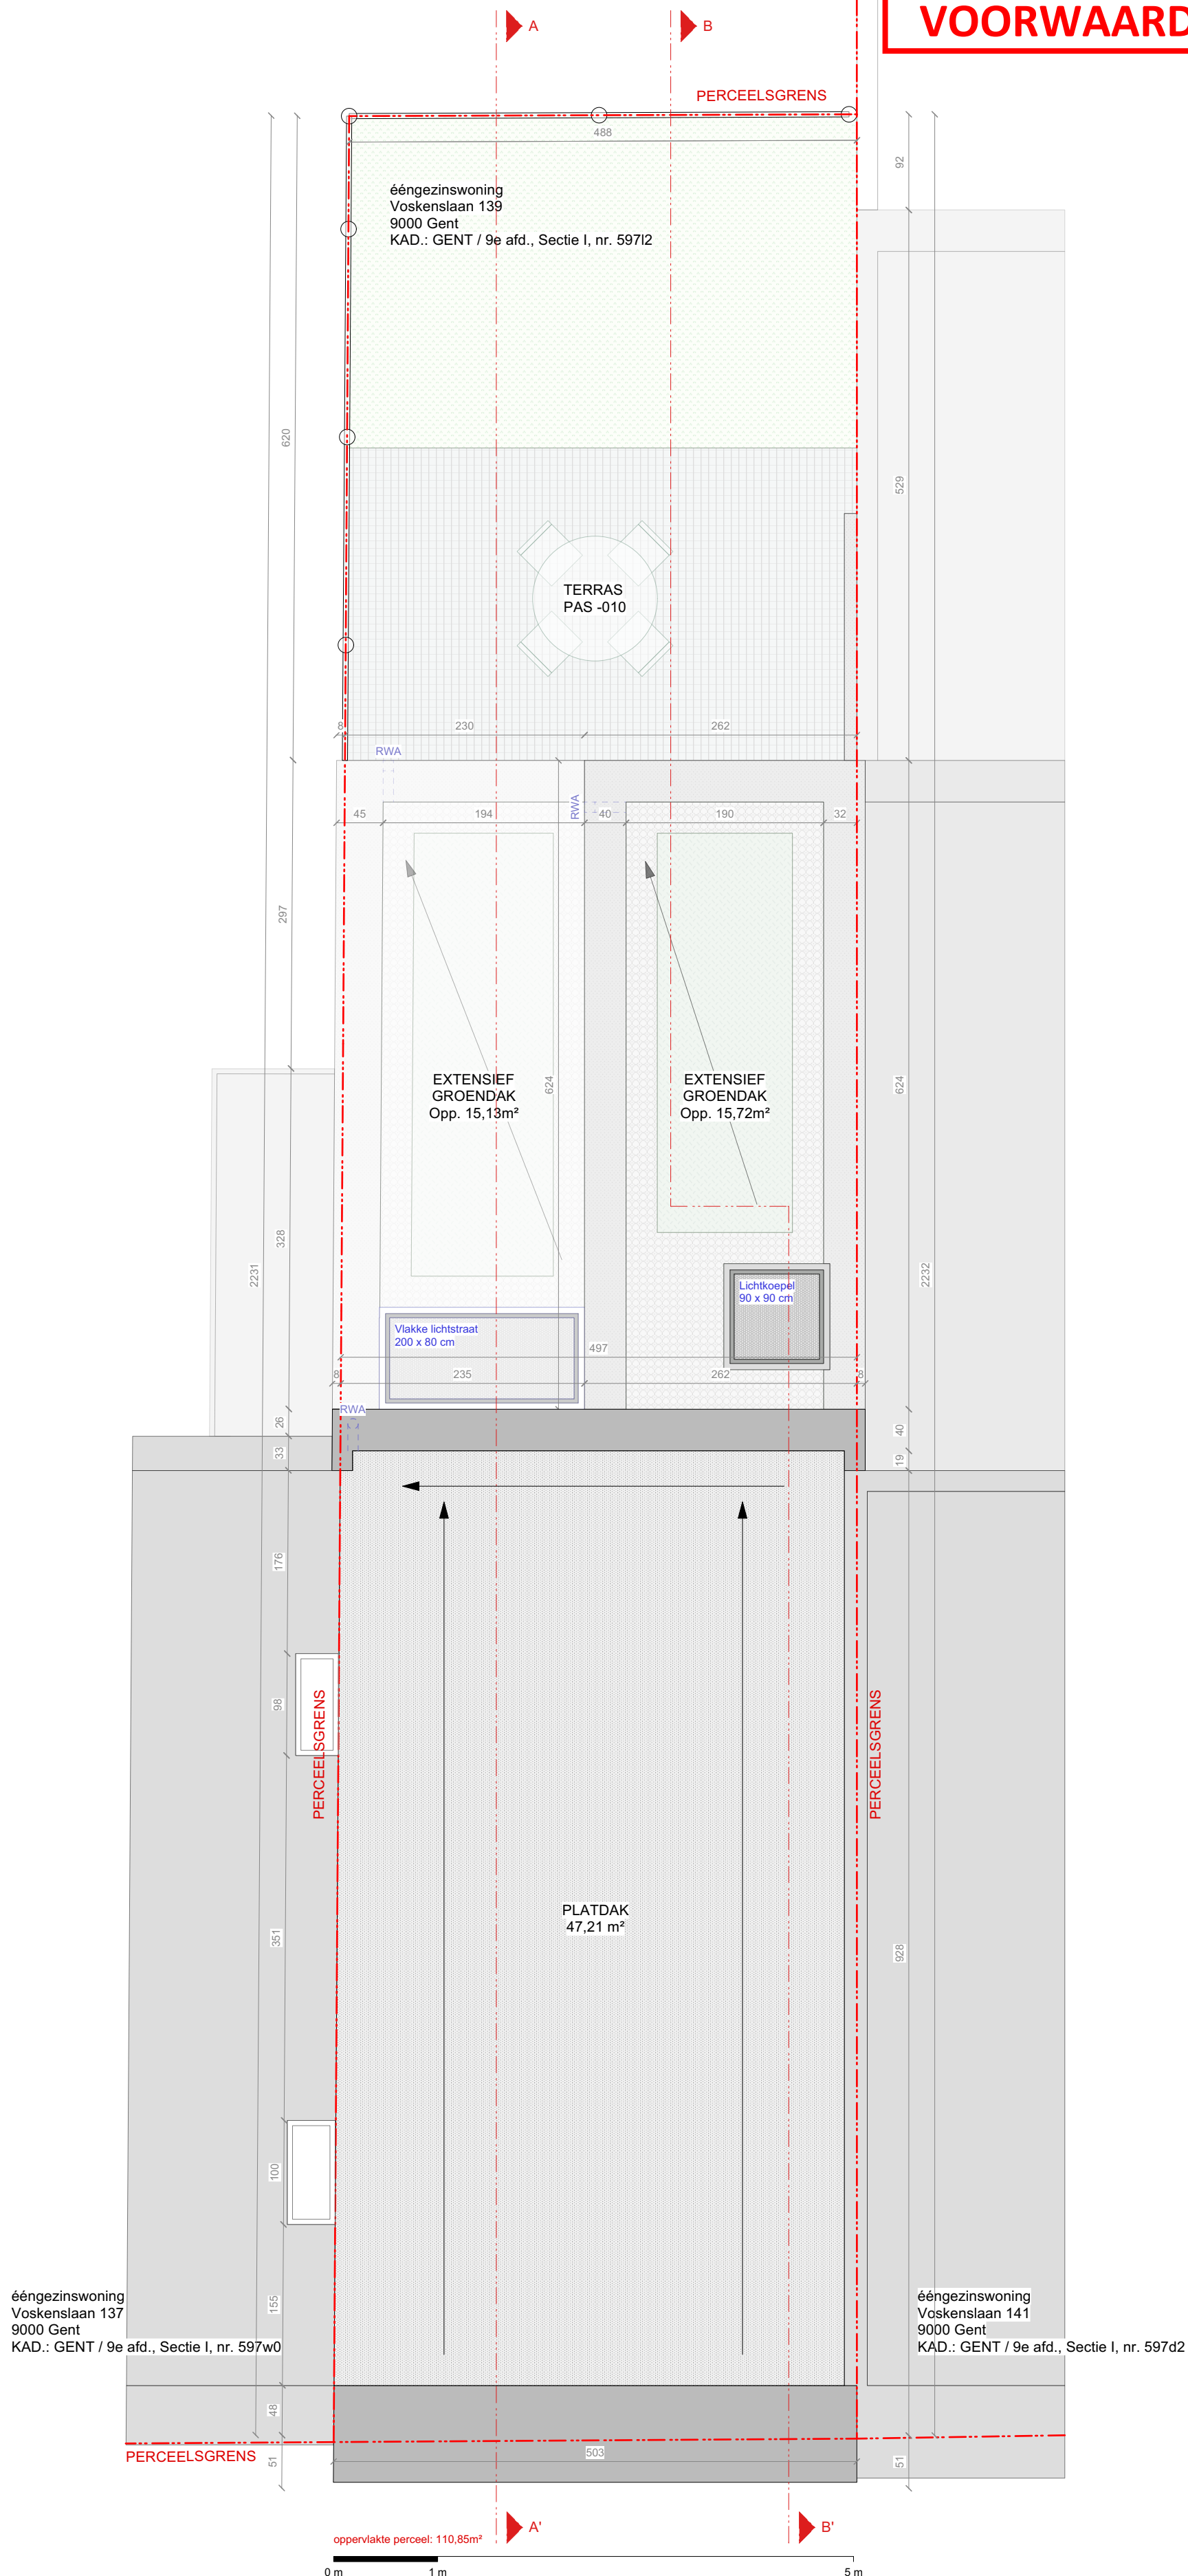 VOORWAARD
A
B
PERCEELSGRENS
488
92
ééngezinswoning
Voskenslaan 139
9000 Gent
KAD.: GENT / 9e afd., Sectie I, nr. 597l2
620
529
TERRAS
PAS -010
8
230
262
RWA
RWA
45
194
40
190
32
297
EXTENSIEF
GROENDAK
Opp. 15,13m²
624
EXTENSIEF
GROENDAK
Opp. 15,72m²
624
328
2231
2232
Lichtkoepel
90 x 90 cm
Vlakke lichtstraat
200 x 80 cm
497
8
235
262
8
RWA
26
40
33
19
176
98
PERCEELSGRENS
PERCEELSGRENS
PLATDAK
47,21 m²
351
928
100
155
ééngezinswoning
Voskenslaan 137
9000 Gent
KAD.: GENT / 9e afd., Sectie I, nr. 597w0
ééngezinswoning
Voskenslaan 141
9000 Gent
KAD.: GENT / 9e afd., Sectie I, nr. 597d2
48
PERCEELSGRENS
51
503
51
A'
B'
oppervlakte perceel: 110,85m²
0 m
1 m
5 m